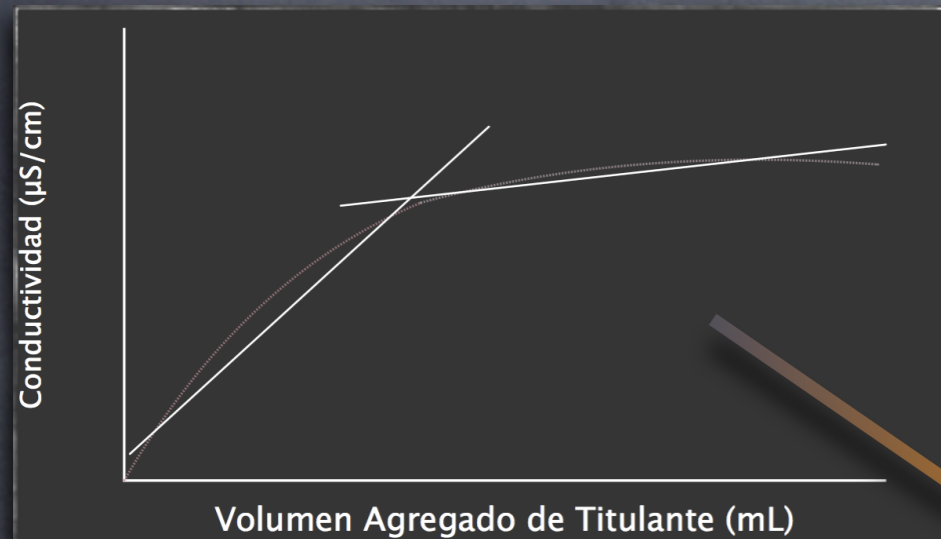 Conductividad (µS/cm)
Volumen Agregado de Titulante (mL)